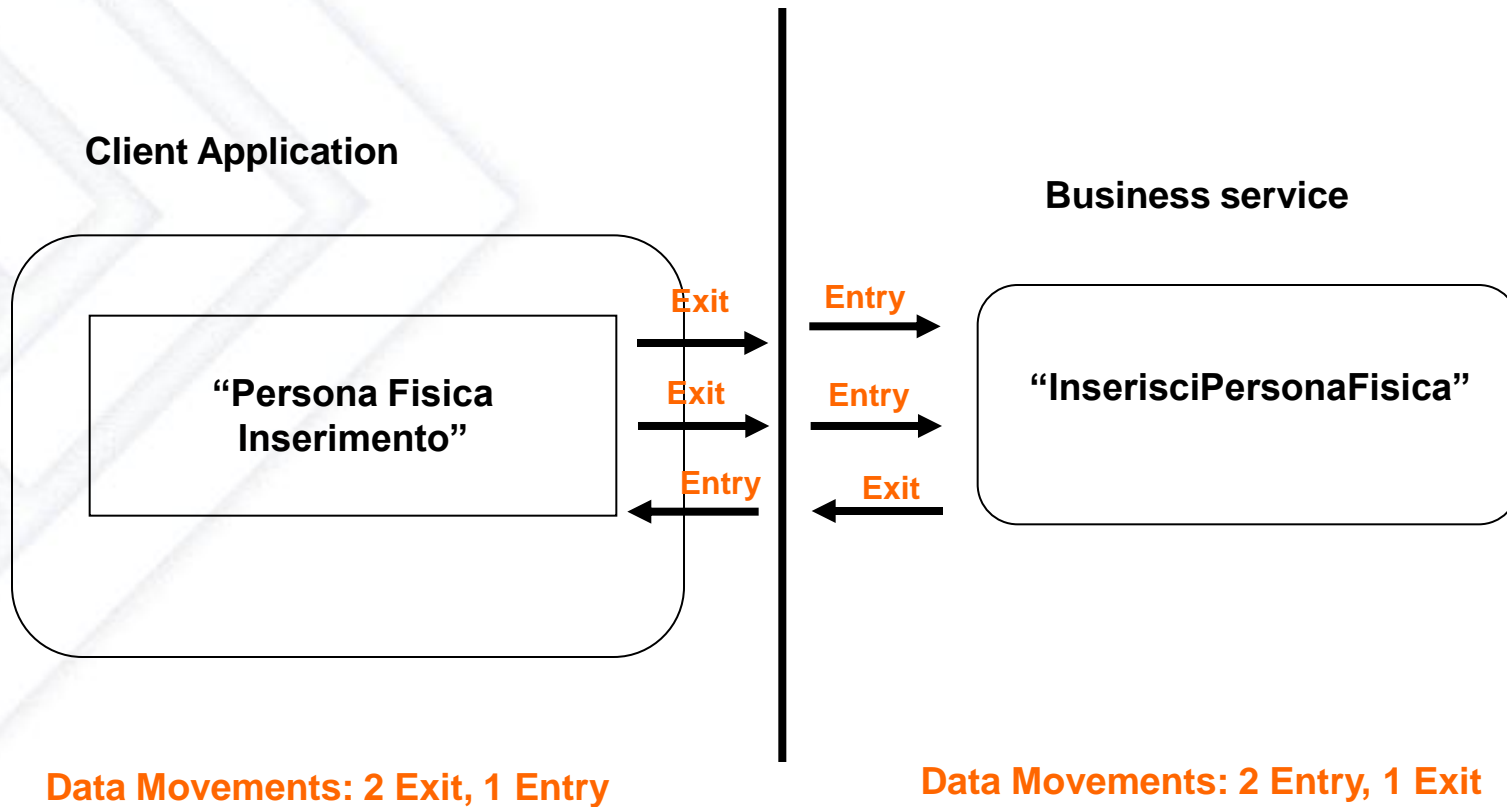 Client Application
Business service
Exit
Entry
“Persona Fisica
Inserimento”
“InserisciPersonaFisica”
Exit
Entry
Entry
Exit
Data Movements: 2 Exit, 1 Entry
Data Movements: 2 Entry, 1 Exit